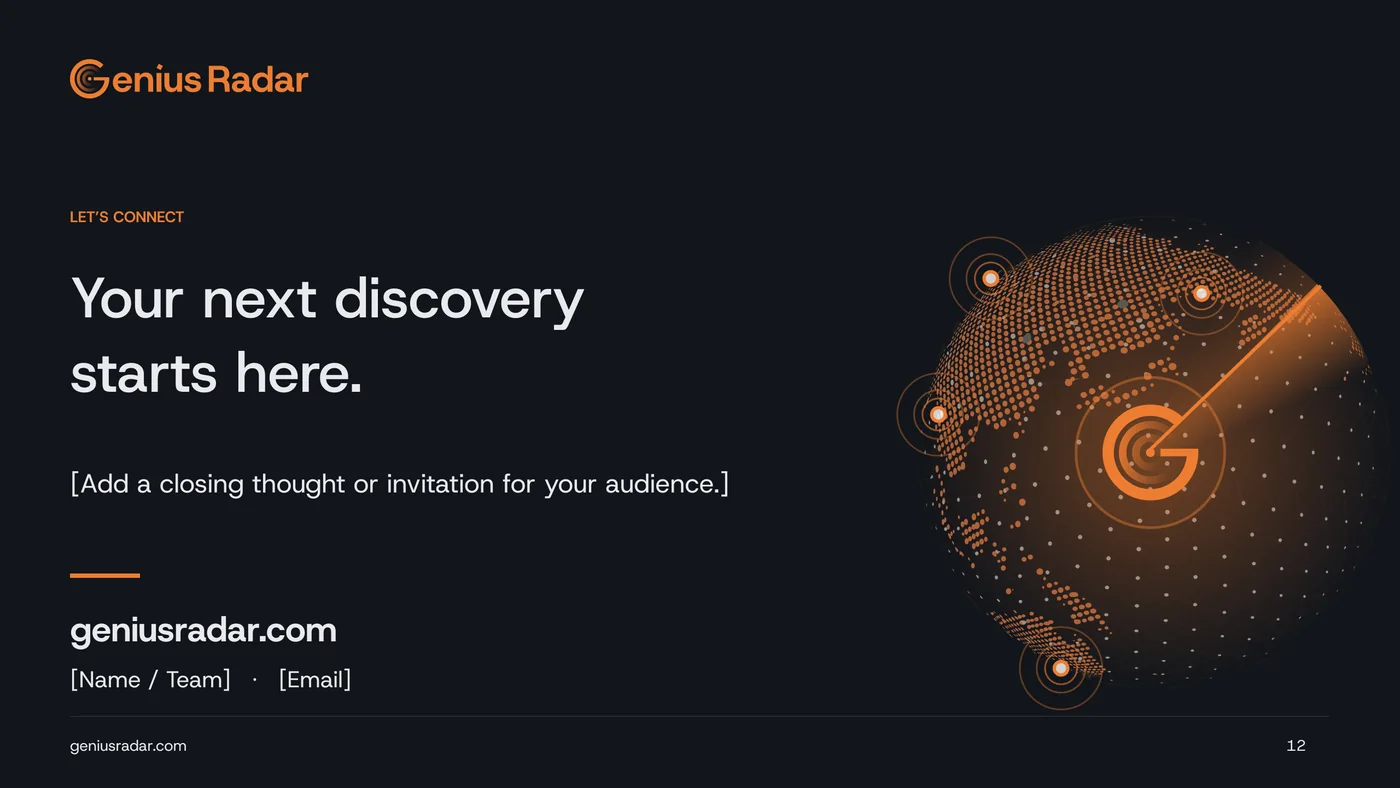 Genius Radar
LET'S CONNECT
Your next discovery
starts here.
[Add a closing thought or invitation for your audience.]
geniusradar.com
[Name / Team] · [Email]
geniusradar.com
12